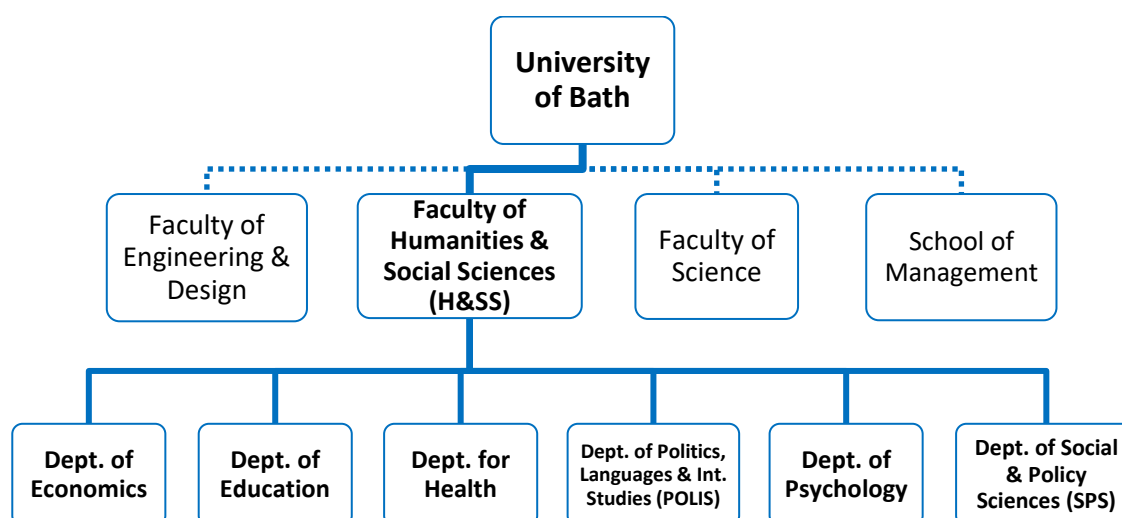 University
of Bath
Faculty of
Engineering &
Design
Faculty of
Humanities &
Social Sciences
(H&SS)
Faculty of
Science
School of
Management
Dept. of
Economics
Dept. of
Education
Dept. for
Health
Dept. of Politics,
Languages & Int.
Studies (POLIS)
Dept. of
Psychology
Dept. of Social
& Policy
Sciences (SPS)